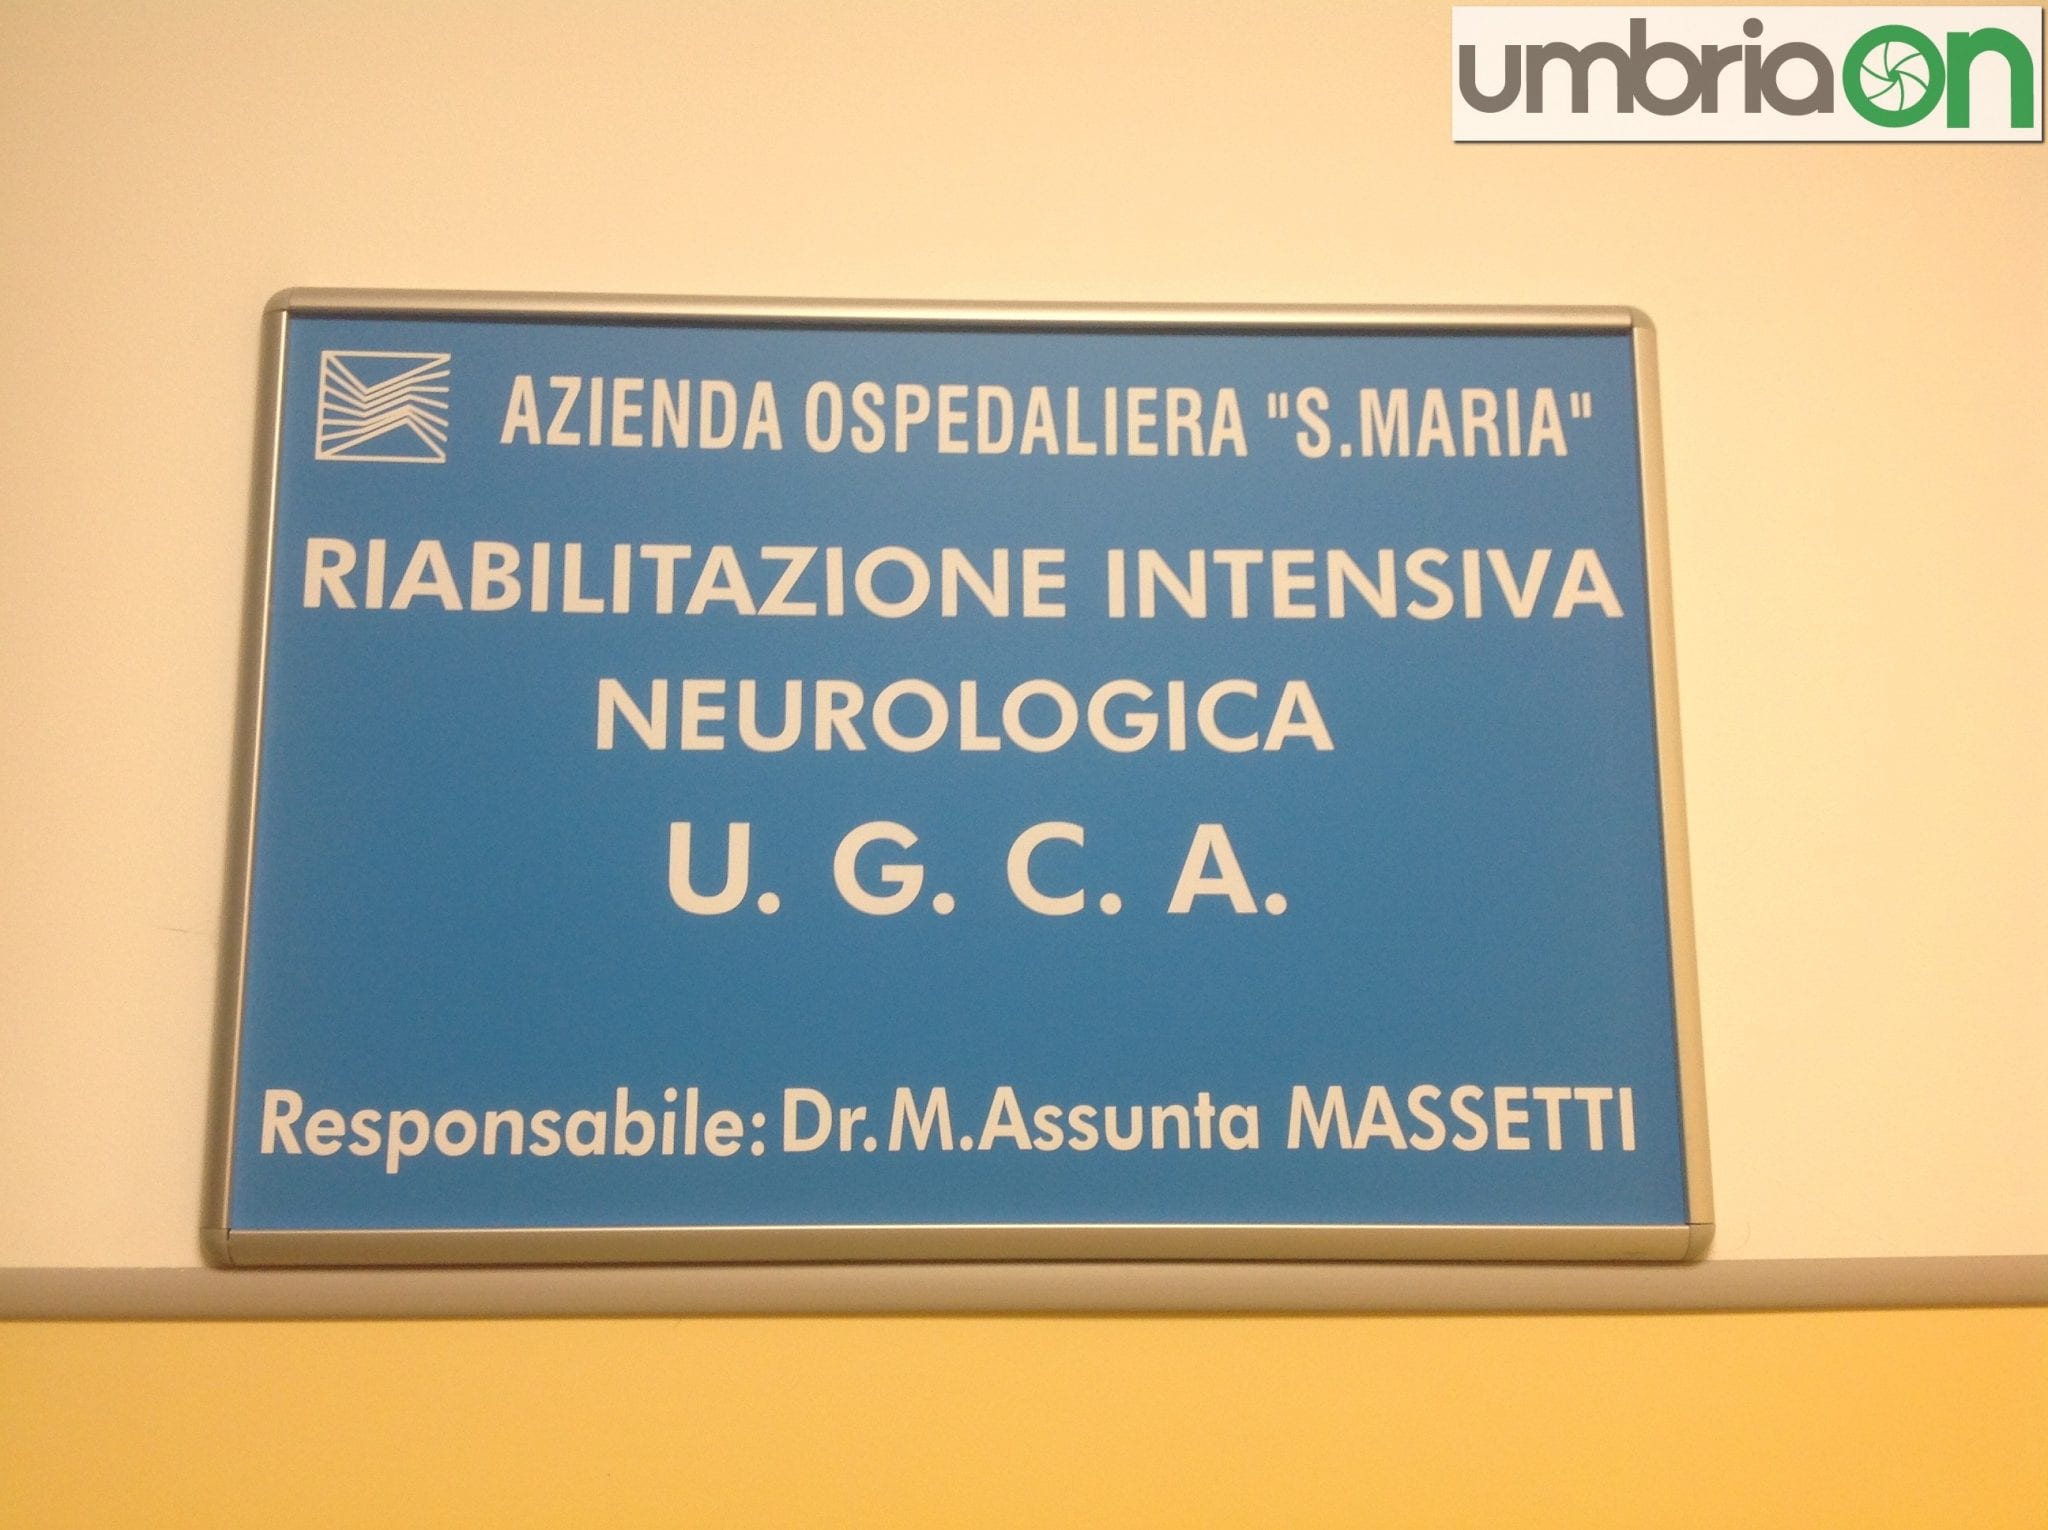 umbriaon
AZIENDA OSPEDALIERA "S.MARIA"
RIABILITAZIONE INTENSIVA
NEUROLOGICA
U. G. C. A.
Responsabile: Dr. M. Assunta MASSETTI